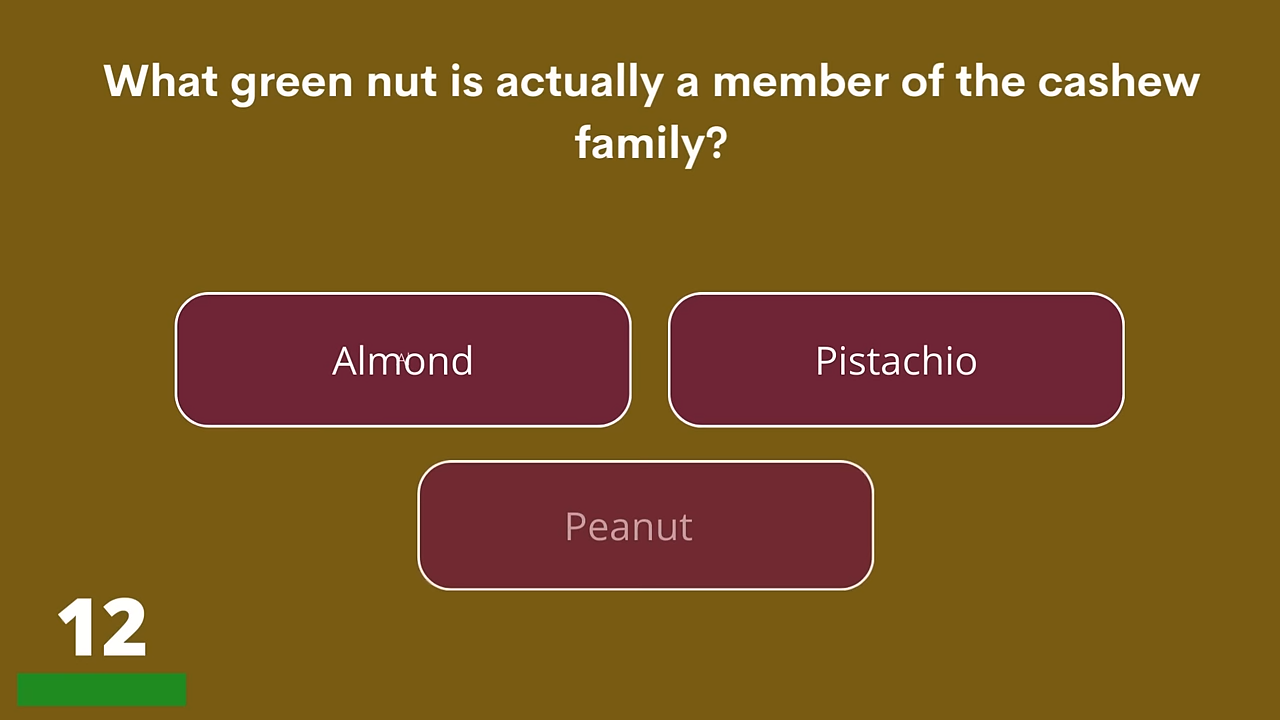 What green nut is actually a member of the cashew
family?
Almond
Pistachio
Peanut
12